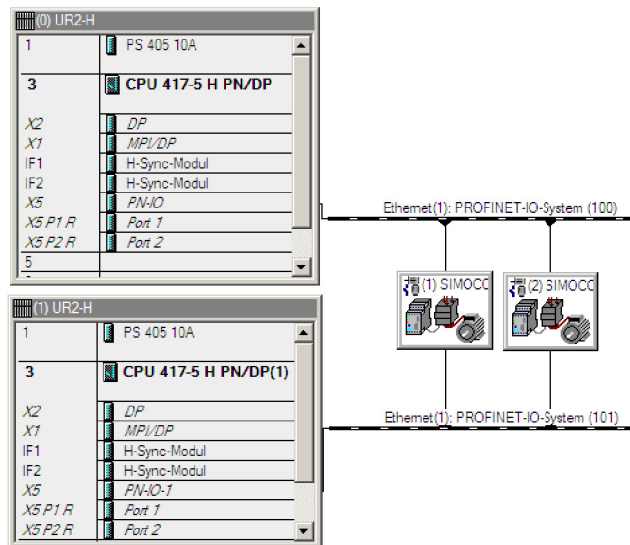 (0) UR2-H
1 PS 405 10A
3 CPU 417-5 H PN/DP
X2 DP
X1 MPI/DP
IF1 H-Sync-Modul
IF2 H-Sync-Modul
X5 PN-IO
X5 P1 R Port 1
X5 P2 R Port 2
5
Ethernet(1): PROFINET-IO-System (100)
(1) SIMOCC
(2) SIMOCC
(1) UR2-H
1 PS 405 10A
3 CPU 417-5 H PN/DP(1)
X2 DP
X1 MPI/DP
IF1 H-Sync-Modul
IF2 H-Sync-Modul
X5 PN-IO-1
X5 P1 R Port 1
X5 P2 R Port 2
Ethernet(1): PROFINET-IO-System (101)